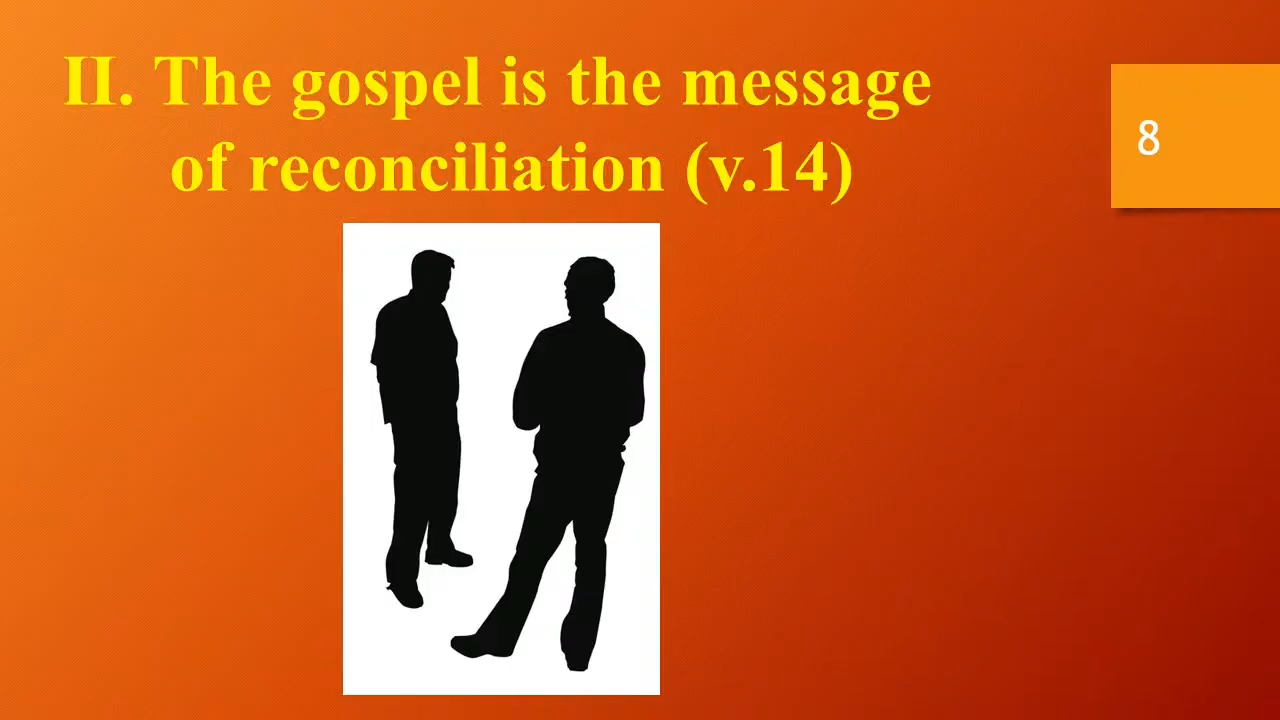 II. The gospel is the message
of reconciliation (v.14)
8